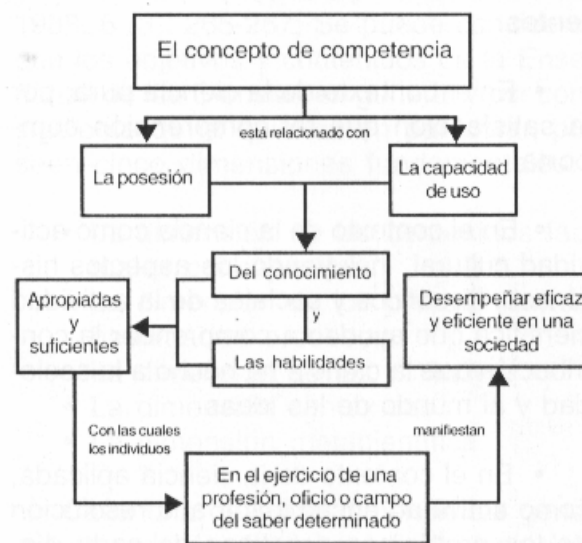 El concepto de competencia
está relacionado con
La posesión
La capacidad
de uso
Del conocimiento
y
Las habilidades
Apropiadas
y
suficientes
Desempeñar eficaz
y eficiente en una
sociedad
Con las cuales
los individuos
manifiestan
En el ejercicio de una
profesión, oficio o campo
del saber determinado